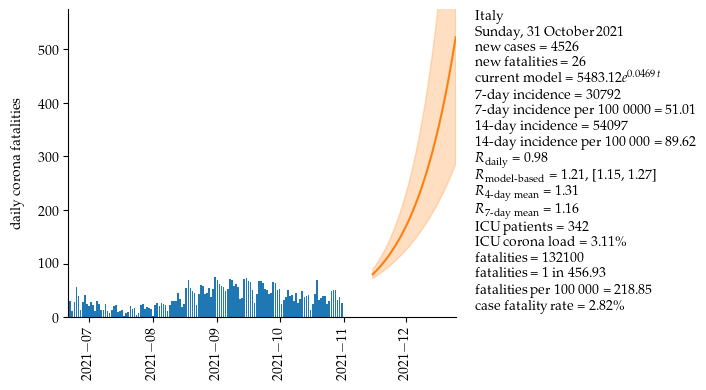 500
400
300
200
100
0
daily corona fatalities
2021−07
2021−08
2021−09
2021−10
2021−11
2021−12
Italy
Sunday, 31 October 2021
new cases = 4526
new fatalities = 26
current model = 5483.12e^0.0469 t
7-day incidence = 30792
7-day incidence per 100 0000 = 51.01
14-day incidence = 54097
14-day incidence per 100 000 = 89.62
R_daily = 0.98
R_model-based = 1.21, [1.15, 1.27]
R_4-day mean = 1.31
R_7-day mean = 1.16
ICU patients = 342
ICU corona load = 3.11%
fatalities = 132100
fatalities = 1 in 456.93
fatalities per 100 000 = 218.85
case fatality rate = 2.82%